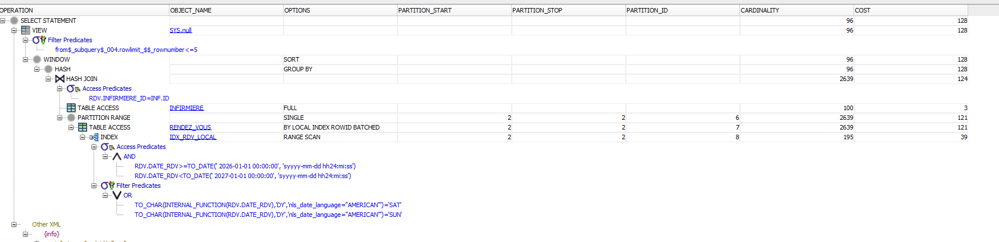 OPERATION OBJECT_NAME OPTIONS PARTITION_START PARTITION_STOP PARTITION_ID CARDINALITY COST
SELECT STATEMENT 96 128
VIEW SYS.null 96 128
Filter Predicates
from$_subquery$_004.rowlimit_$$_rownumber<=5
WINDOW SORT 96 128
HASH GROUP BY 96 128
HASH JOIN 2639 124
Access Predicates
RDV.INFIRMIERE_ID=INF.ID
TABLE ACCESS INFIRMIERE FULL 100 3
PARTITION RANGE SINGLE 2 2 6 2639 121
TABLE ACCESS RENDEZ_VOUS BY LOCAL INDEX ROWID BATCHED 2 2 7 2639 121
INDEX IDX_RDV_LOCAL RANGE SCAN 2 2 8 195 39
Access Predicates
AND
RDV.DATE_RDV>=TO_DATE(' 2026-01-01 00:00:00', 'syyyy-mm-dd hh24:mi:ss')
RDV.DATE_RDV<TO_DATE(' 2027-01-01 00:00:00', 'syyyy-mm-dd hh24:mi:ss')
Filter Predicates
OR
TO_CHAR(INTERNAL_FUNCTION(RDV.DATE_RDV),'DY','nls_date_language="AMERICAN"')='SAT'
TO_CHAR(INTERNAL_FUNCTION(RDV.DATE_RDV),'DY','nls_date_language="AMERICAN"')='SUN'
Other XML
{info}